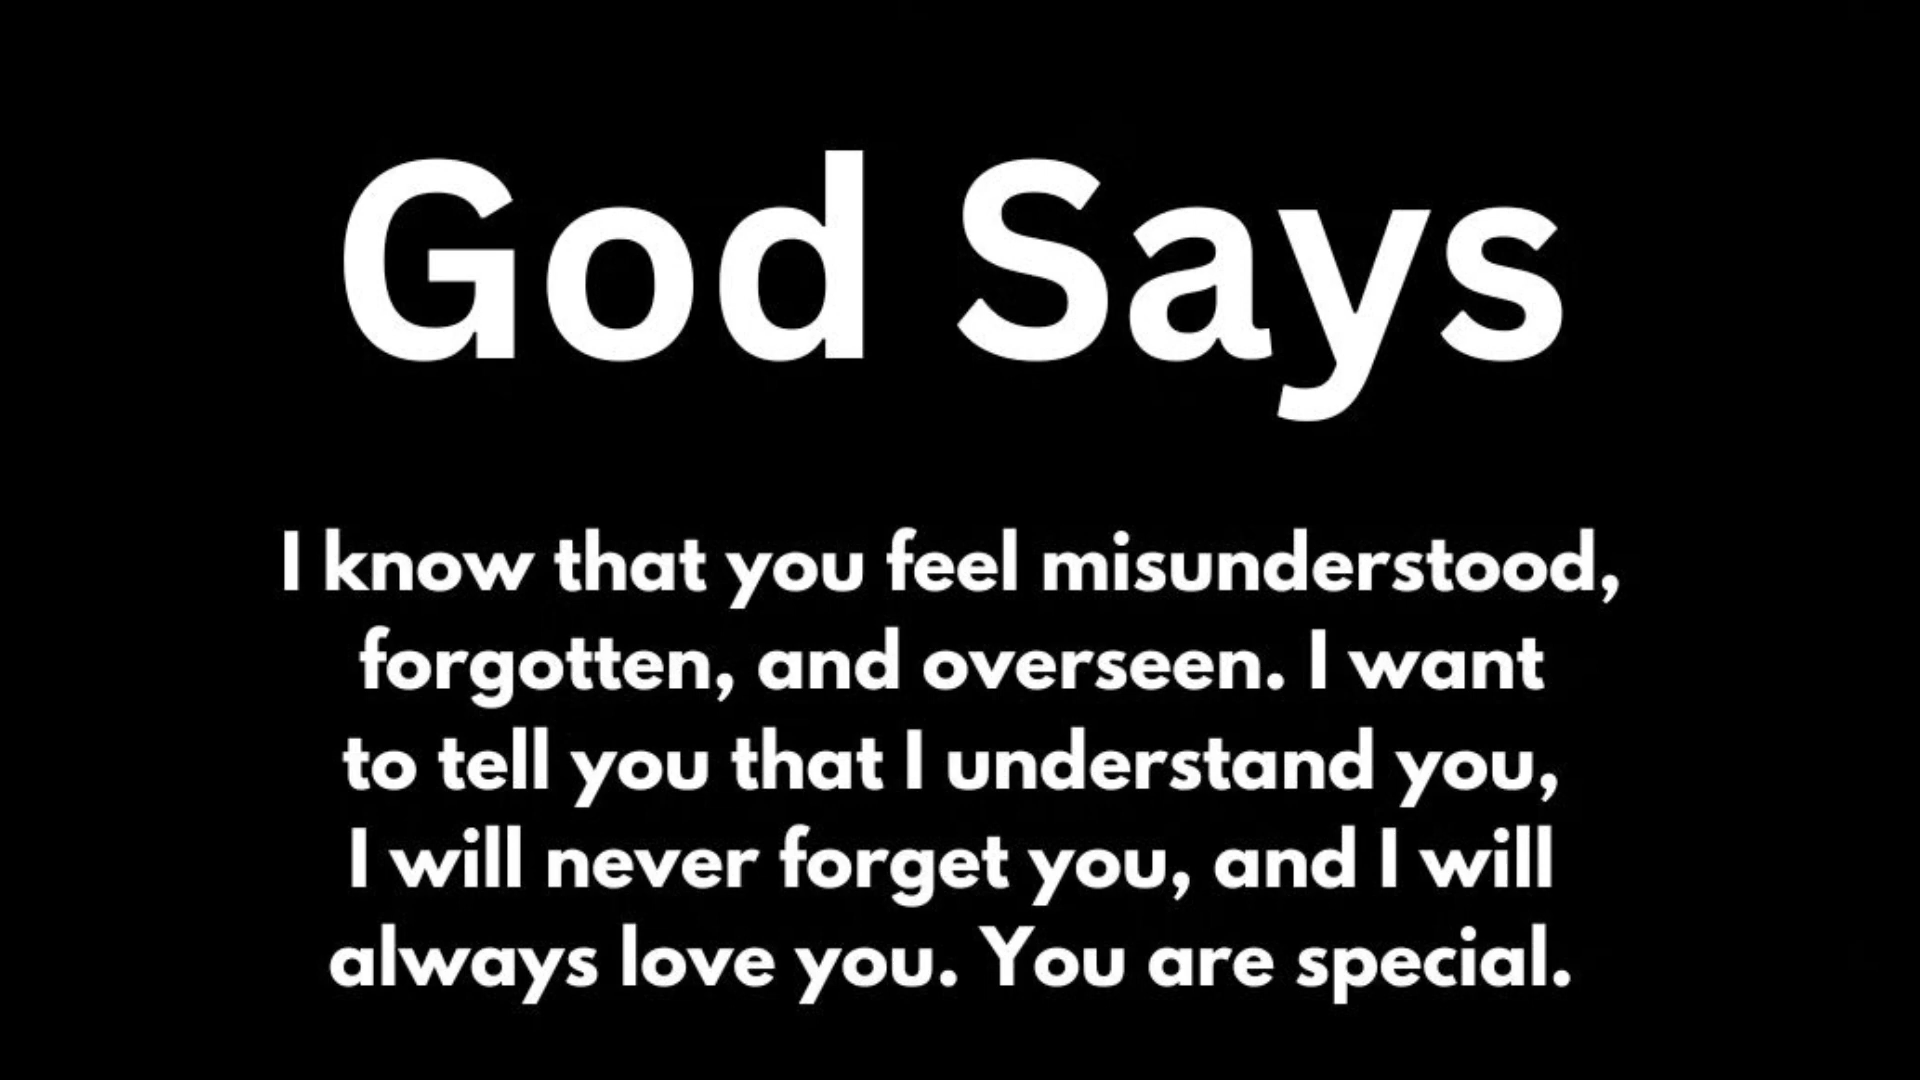 God Says
I know that you feel misunderstood,
forgotten, and overseen. I want
to tell you that I understand you,
I will never forget you, and I will
always love you. You are special.